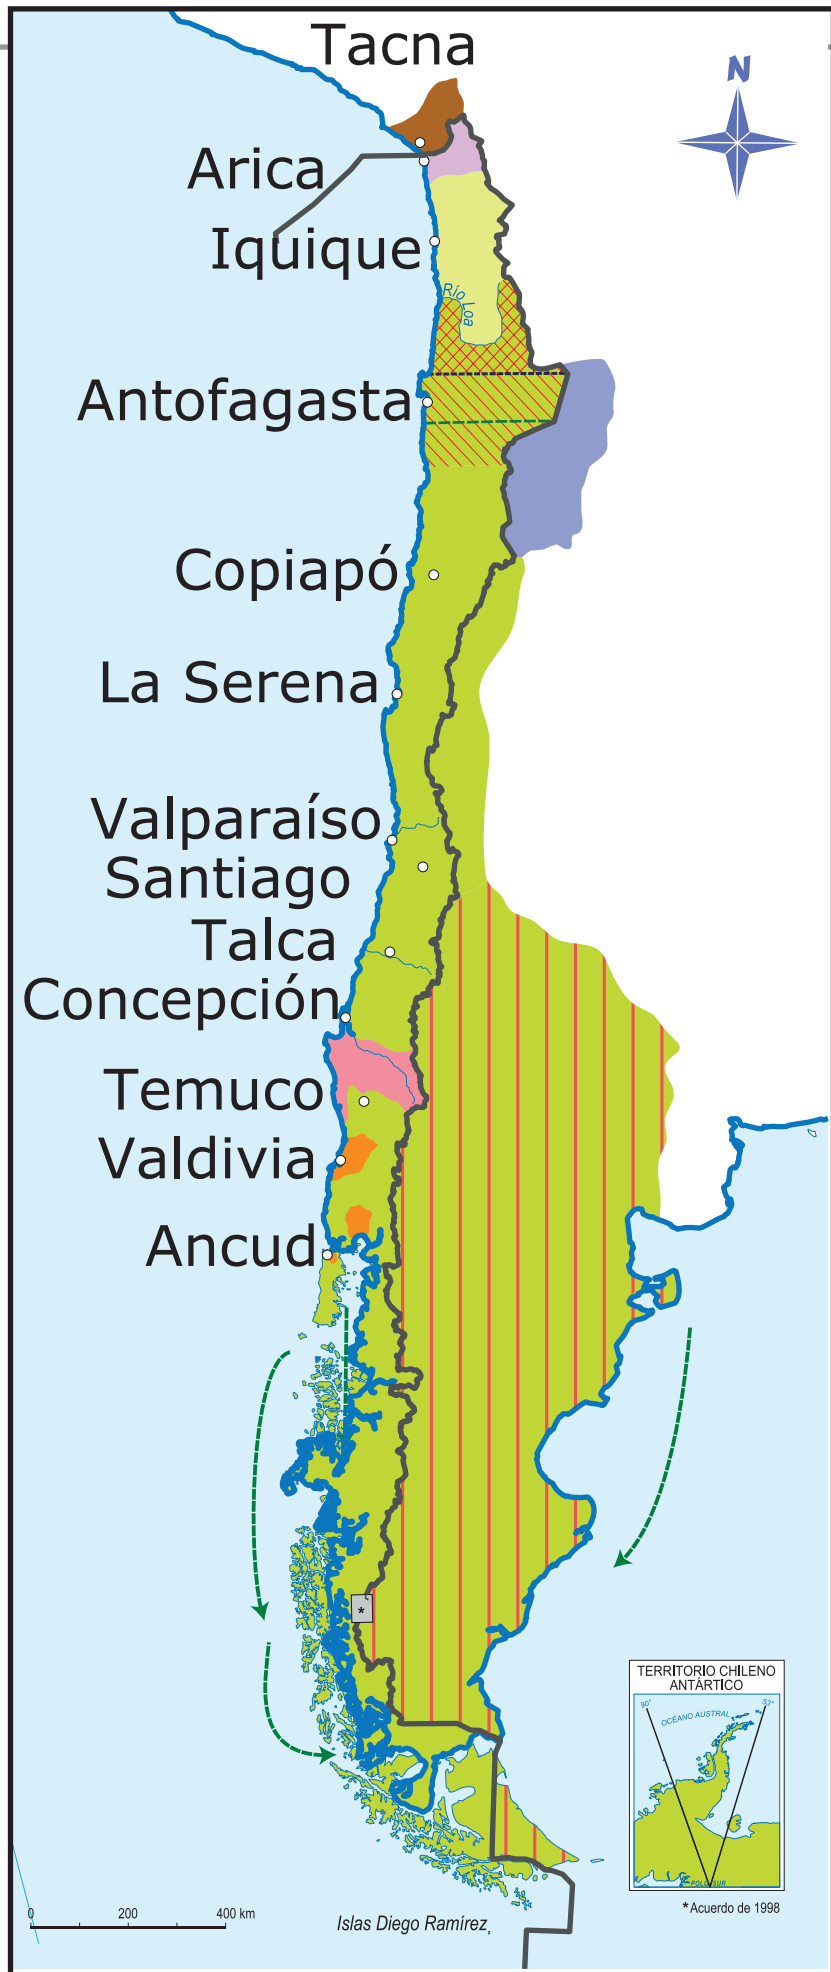 Tacna
N
Arica
Iquique
Río Loa
Antofagasta
Copiapó
La Serena
Valparaíso
Santiago
Talca
Concepción
Temuco
Valdivia
Ancud
*
TERRITORIO CHILENO
ANTÁRTICO
90°
53°
OCÉANO AUSTRAL
POLO SUR
*Acuerdo de 1998
0 200 400 km
Islas Diego Ramírez